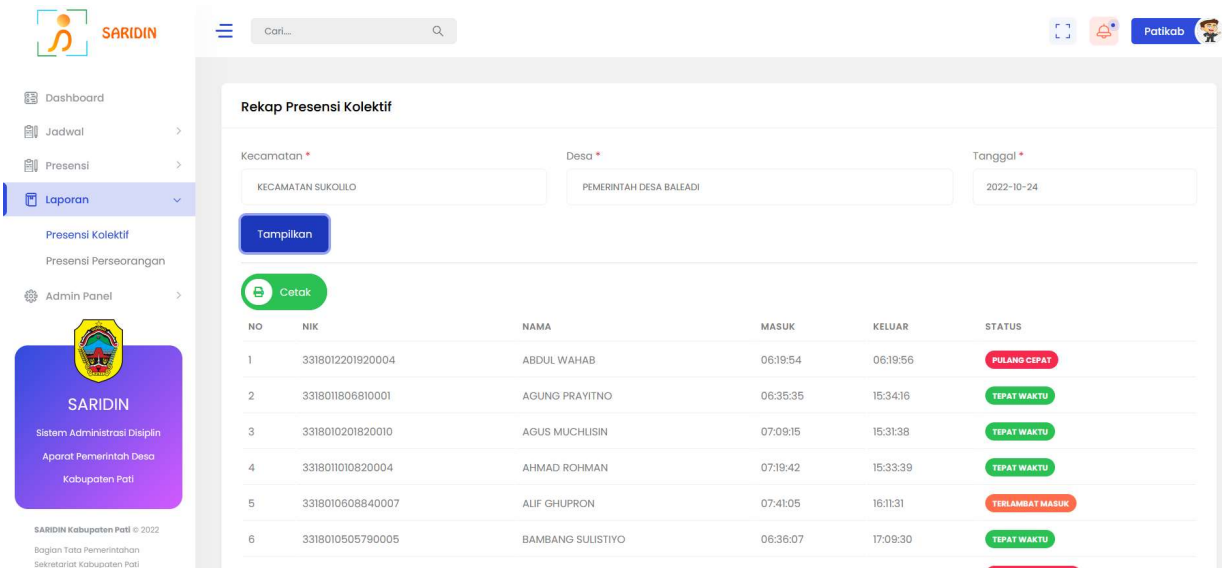 SARIDIN
Cari....
Patikab
Dashboard
Jadwal
Presensi
Laporan
Presensi Kolektif
Presensi Perseorangan
Admin Panel
SARIDIN
Sistem Administrasi Disiplin
Aparat Pemerintah Desa
Kabupaten Pati
SARIDIN Kabupaten Pati © 2022
Bagian Tata Pemerintahan
Sekretariat Kabupaten Pati
Rekap Presensi Kolektif
Kecamatan * Desa * Tanggal *
KECAMATAN SUKOLILO PEMERINTAH DESA BALEADI 2022-10-24
Tampilkan
Cetak
NO NIK NAMA MASUK KELUAR STATUS
1 3318012201920004 ABDUL WAHAB 06:19:54 06:19:56 PULANG CEPAT
2 3318011806810001 AGUNG PRAYITNO 06:35:35 15:34:16 TEPAT WAKTU
3 3318010201820010 AGUS MUCHLISIN 07:09:15 15:31:38 TEPAT WAKTU
4 3318011010820004 AHMAD ROHMAN 07:19:42 15:33:39 TEPAT WAKTU
5 3318010608840007 ALIF GHUPRON 07:41:05 16:11:31 TERLAMBAT MASUK
6 3318010505790005 BAMBANG SULISTIYO 06:36:07 17:09:30 TEPAT WAKTU